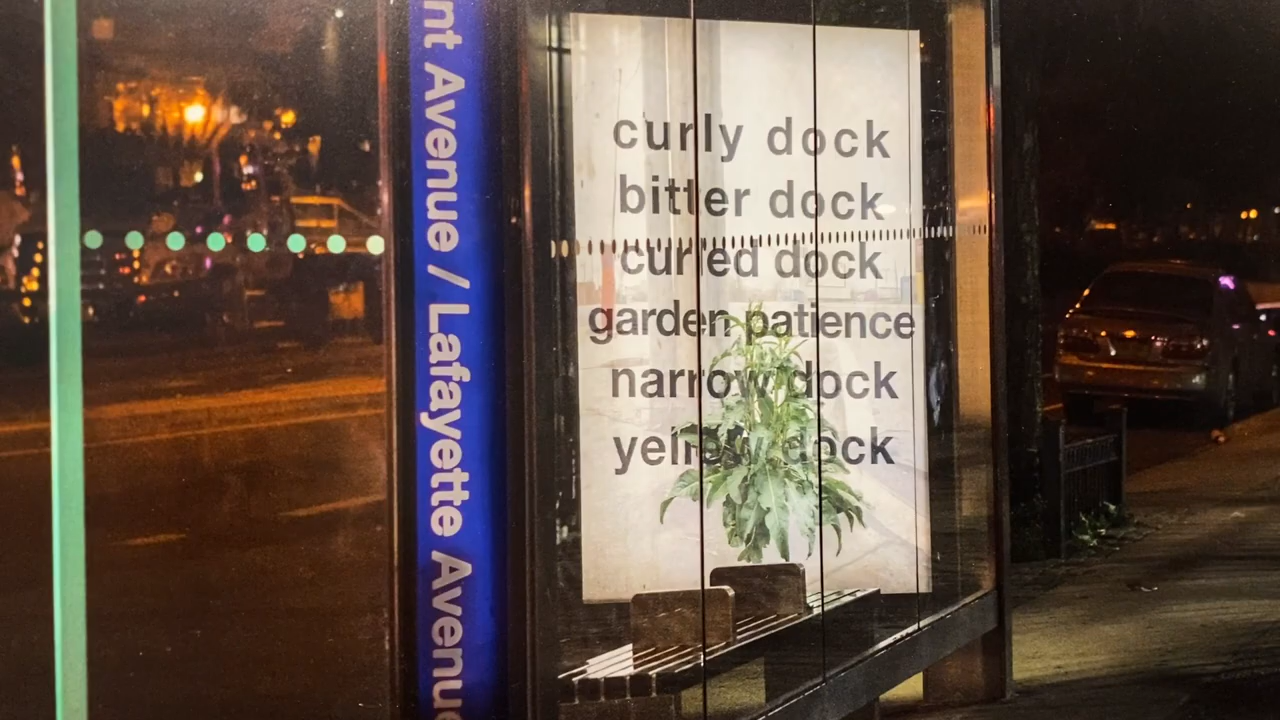 nt Avenue / Lafayette Avenue
curly dock
bitter dock
curled dock
garden patience
narrow dock
yellow dock